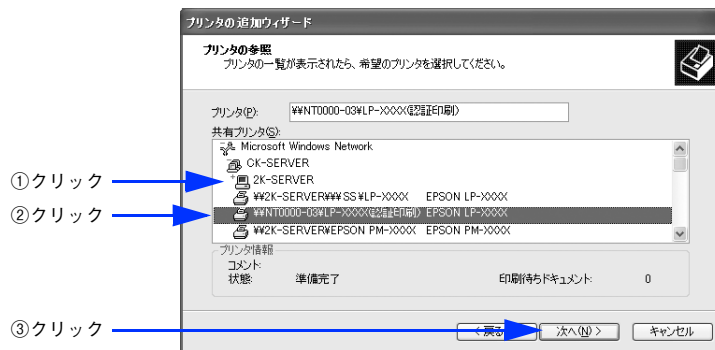 プリンタの追加ウィザード
プリンタの参照
プリンタの一覧が表示されたら、希望のプリンタを選択してください。
プリンタ(P):
¥¥NT0000-03¥LP-XXXX(認証印刷)
共有プリンタ(S):
Microsoft Windows Network
CK-SERVER
①クリック
2K-SERVER
¥¥2K-SERVER¥¥¥SS¥LP-XXXX EPSON LP-XXXX
②クリック
¥¥NT0000-03¥LP-XXXX(認証印刷) EPSON LP-XXXX
¥¥2K-SERVER¥EPSON PM-XXXX EPSON PM-XXXX
プリンタ情報
コメント:
状態: 準備完了 印刷待ちドキュメント: 0
③クリック
< 戻る 次へ(N) > キャンセル